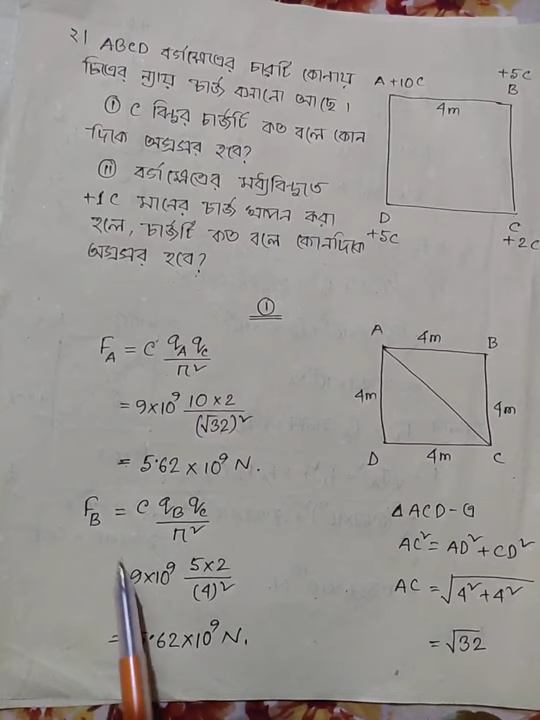 ২। ABCD বর্গক্ষেত্রের চারটি কোনায়
চিত্রের ন্যায় চার্জ বসানো আছে।
(i) C বিন্দুর চার্জটি কত বলে কোন
দিকে অগ্রসর হবে?
(ii) বর্গক্ষেত্রের মধ্যবিন্দুতে
+1C মানের চার্জ স্থাপন করা
হলে, চার্জটি কত বলে কোনদিকে
অগ্রসর হবে?
A +10C
+5C
B
4m
D
+5C
C
+2C
(i)
F_A = C q_A q_C / r²
= 9×10⁹ 10×2 / (√32)²
= 5.62 × 10⁹ N.
F_B = C q_B q_C / r²
9×10⁹ 5×2 / (4)²
= 5.62×10⁹ N.
A 4m B
4m 4m
D 4m C
△ACD-এ
AC² = AD² + CD²
AC = √4² + 4²
= √32